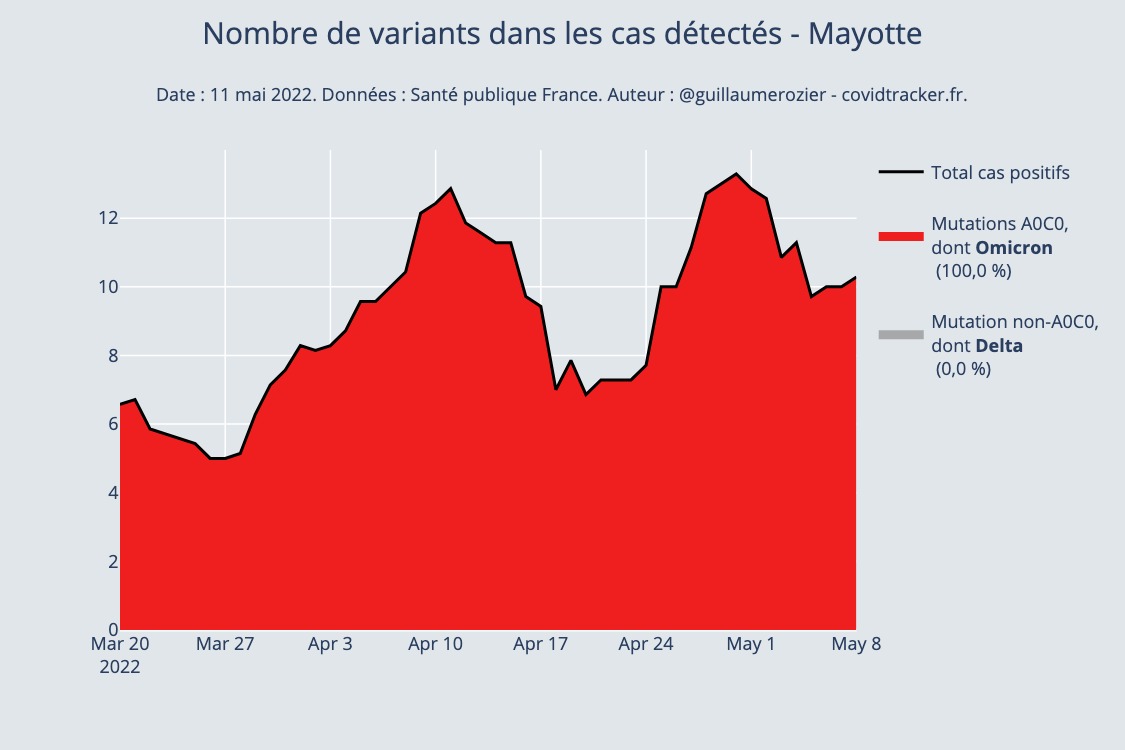 Nombre de variants dans les cas détectés - Mayotte
Date : 11 mai 2022. Données : Santé publique France. Auteur : @guillaumerozier - covidtracker.fr.
Total cas positifs
Mutations A0C0,
dont Omicron
(100,0 %)
Mutation non-A0C0,
dont Delta
(0,0 %)
12
10
8
6
4
2
0
Mar 20 Mar 27 Apr 3 Apr 10 Apr 17 Apr 24 May 1 May 8
2022